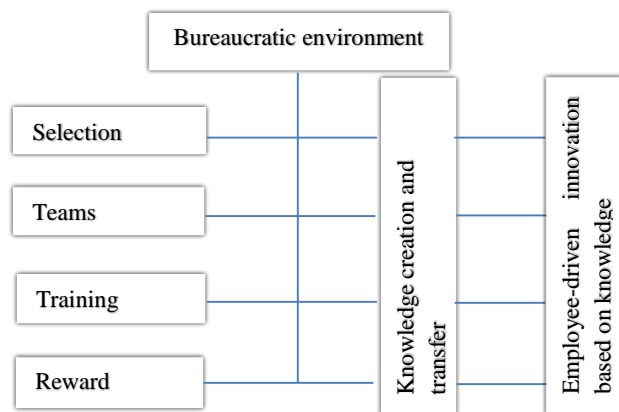 Bureaucratic environment
Selection
Teams
Training
Reward
Knowledge creation and
transfer
Employee-driven innovation
based on knowledge